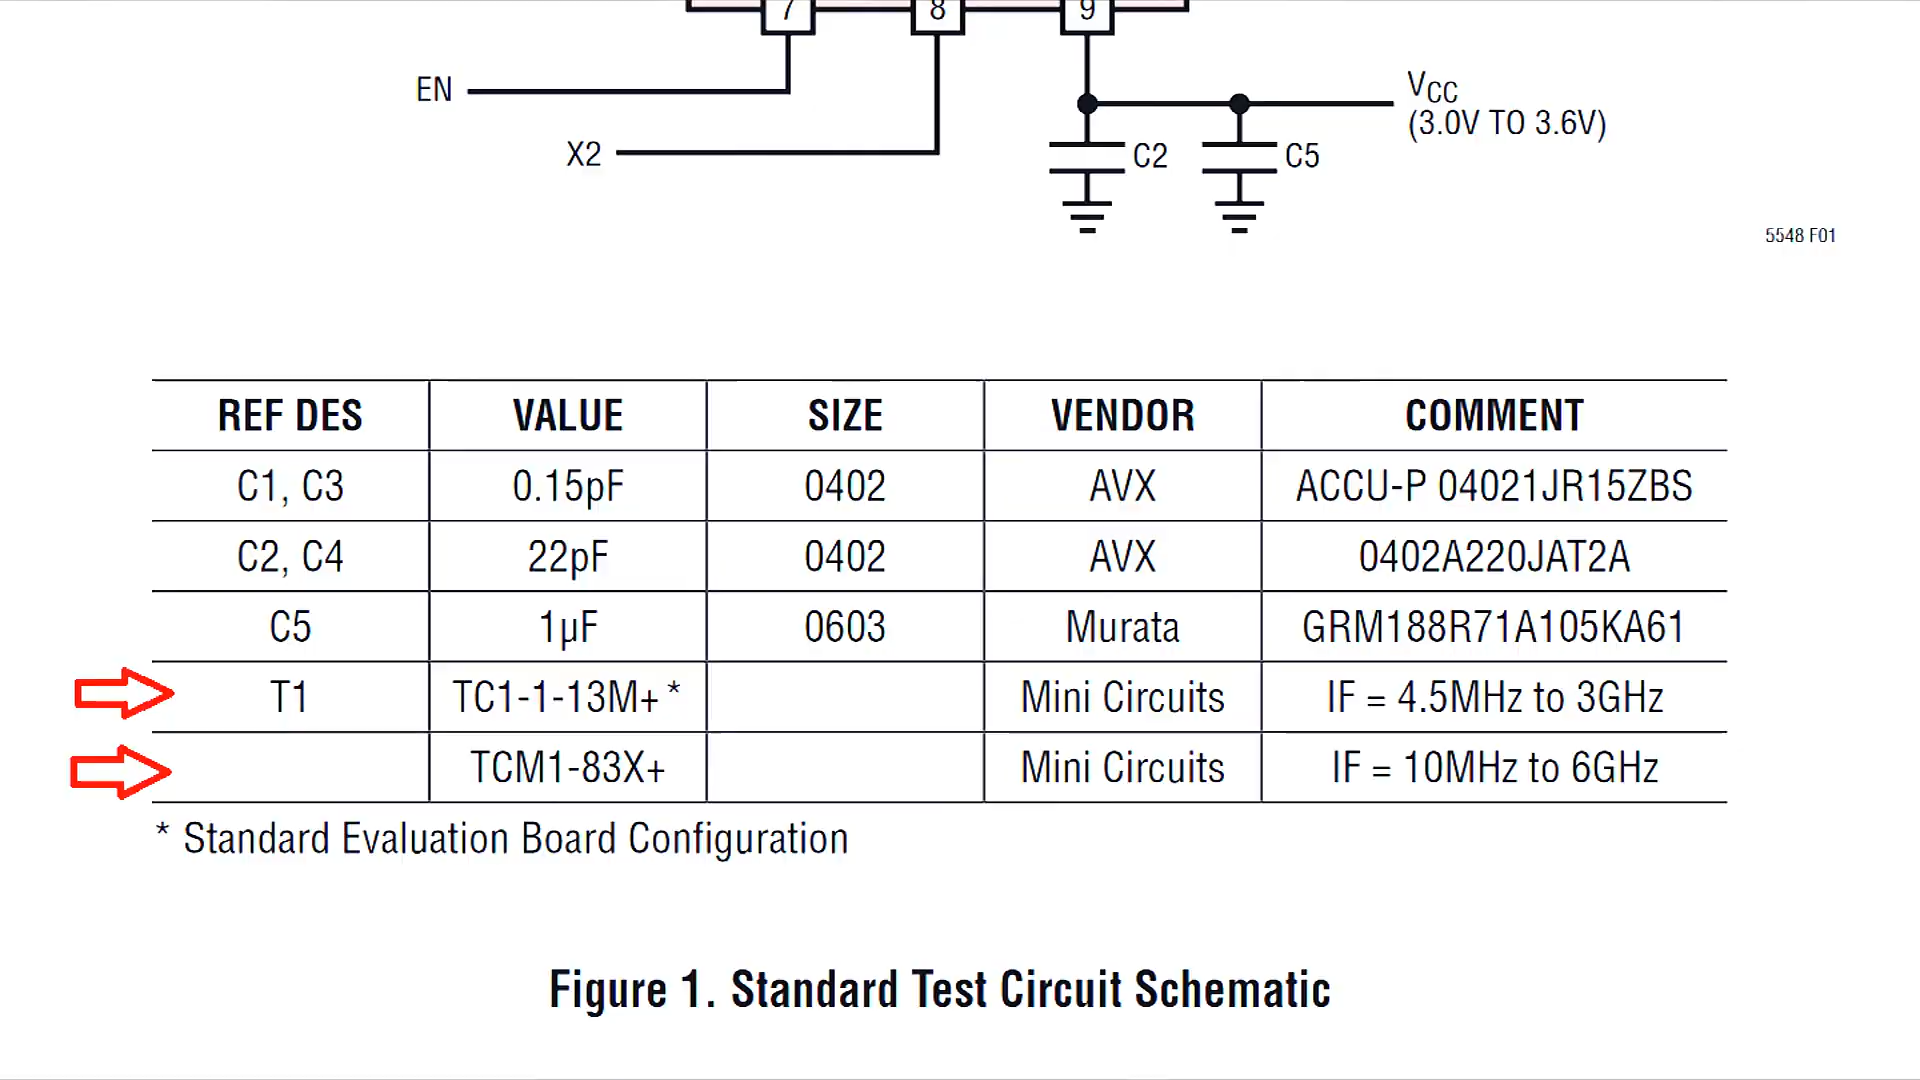 7 8 9
EN
VCC
(3.0V TO 3.6V)
X2
C2
C5
5548 F01
REF DES VALUE SIZE VENDOR COMMENT
C1, C3 0.15pF 0402 AVX ACCU-P 04021JR15ZBS
C2, C4 22pF 0402 AVX 0402A220JAT2A
C5 1µF 0603 Murata GRM188R71A105KA61
T1 TC1-1-13M+* Mini Circuits IF = 4.5MHz to 3GHz
TCM1-83X+ Mini Circuits IF = 10MHz to 6GHz
* Standard Evaluation Board Configuration
Figure 1. Standard Test Circuit Schematic